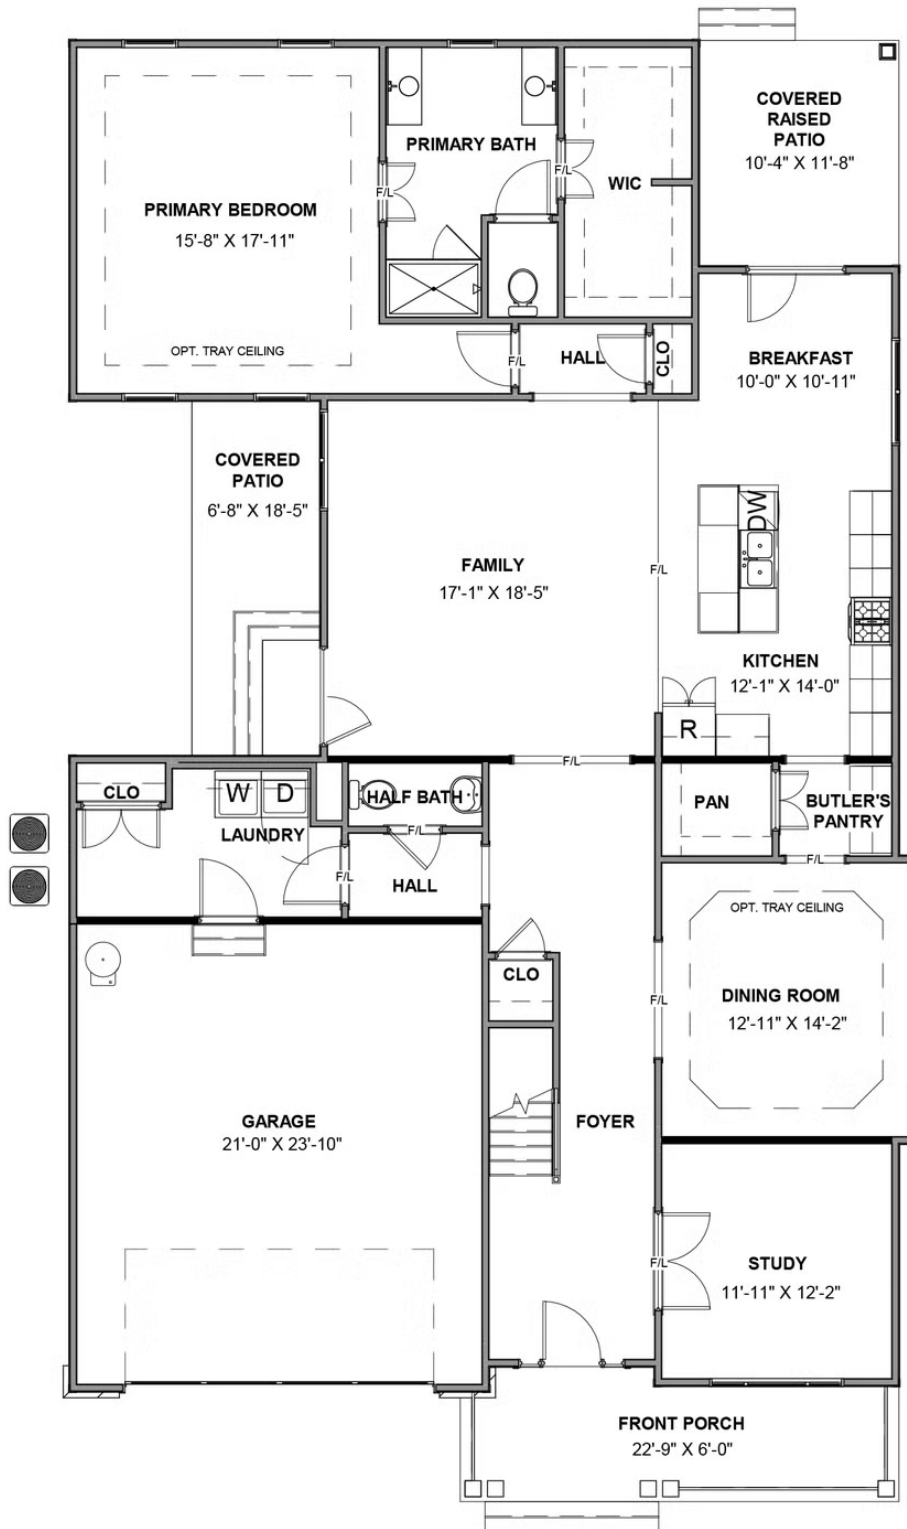 COVERED
RAISED
PATIO
10'-4" X 11'-8"
PRIMARY BATH
F/L
F/L
WIC
PRIMARY BEDROOM
15'-8" X 17'-11"
OPT. TRAY CEILING
F/L
HALL
CLO
BREAKFAST
10'-0" X 10'-11"
COVERED
PATIO
6'-8" X 18'-5"
DW
FAMILY
17'-1" X 18'-5"
F/L
KITCHEN
12'-1" X 14'-0"
R
F/L
CLO
W
D
HALF BATH
PAN
BUTLER'S
PANTRY
LAUNDRY
F/L
F/L
F/L
HALL
OPT. TRAY CEILING
CLO
DINING ROOM
12'-11" X 14'-2"
F/L
GARAGE
21'-0" X 23'-10"
FOYER
STUDY
11'-11" X 12'-2"
F/L
FRONT PORCH
22'-9" X 6'-0"